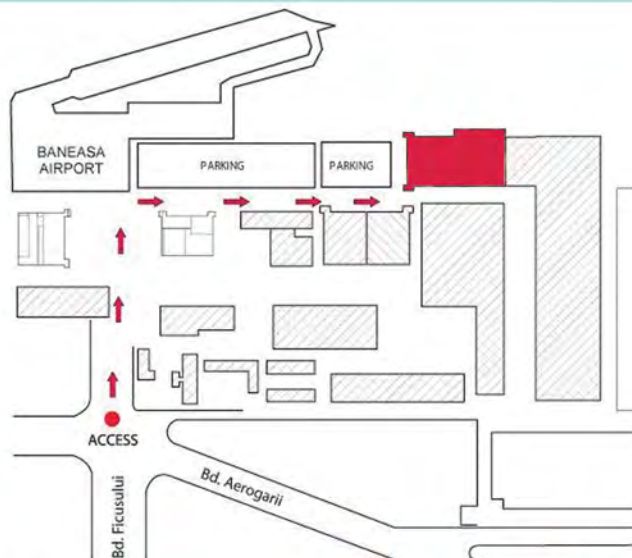 BANEASA
AIRPORT
PARKING
PARKING
ACCESS
Bd. Ficusului
Bd. Aerogarii